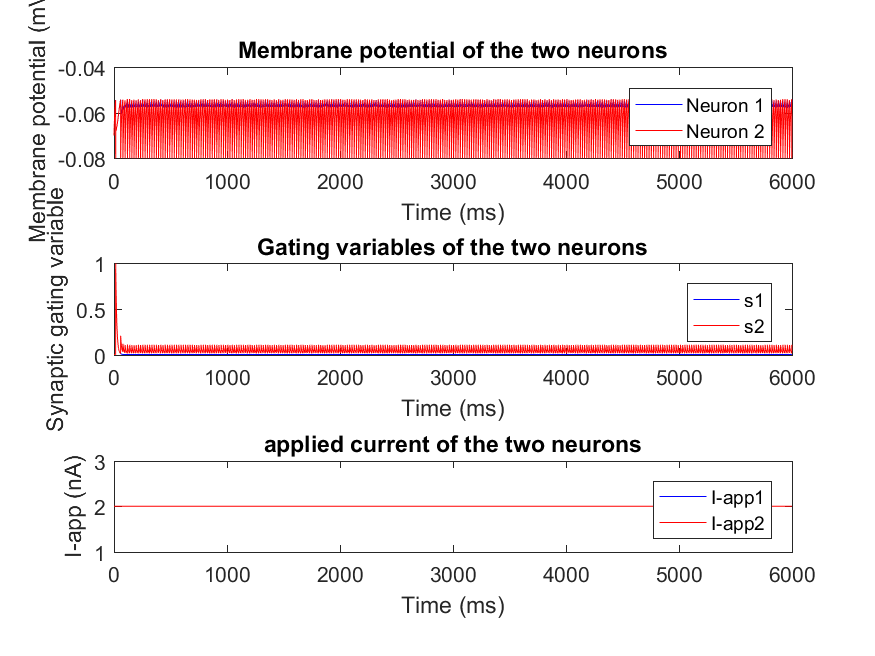 Membrane potential of the two neurons
Membrane potential (mV
-0.04
-0.06
-0.08
Neuron 1
Neuron 2
0 1000 2000 3000 4000 5000 6000
Time (ms)
Gating variables of the two neurons
Synaptic gating variable
1
0.5
0
s1
s2
0 1000 2000 3000 4000 5000 6000
Time (ms)
applied current of the two neurons
I-app (nA)
3
2
1
I-app1
I-app2
0 1000 2000 3000 4000 5000 6000
Time (ms)